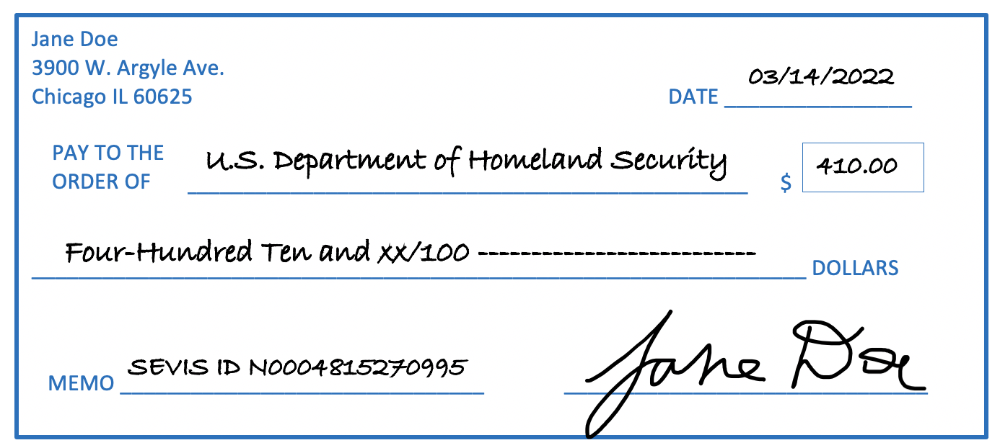 Jane Doe
3900 W. Argyle Ave.
Chicago IL 60625
DATE 03/14/2022
PAY TO THE
ORDER OF U.S. Department of Homeland Security $ 410.00
Four-Hundred Ten and xx/100 -------------------------- DOLLARS
MEMO SEVIS ID N0004815270995
Jane Doe